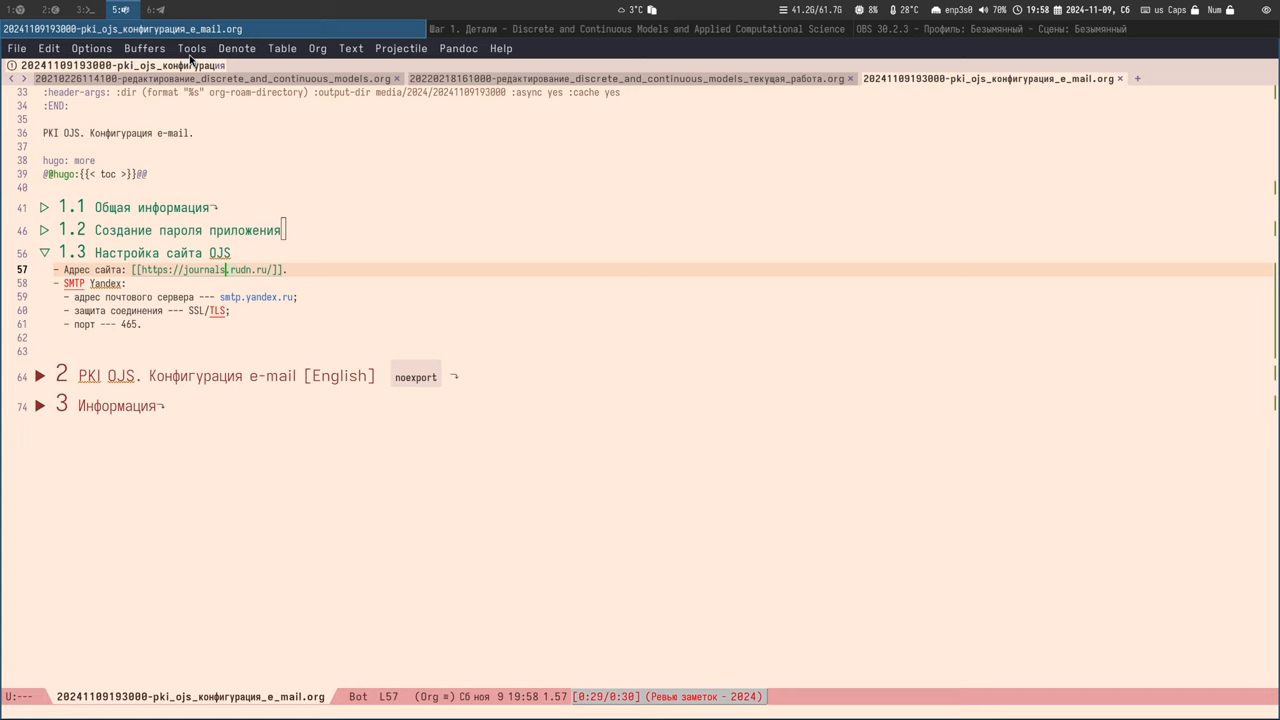 1: 2: 3: 5: 6: 3°C 41.2G/61.7G 8% 28°C enp3s0 70% 19:58 2024-11-09, Сб us Caps Num
20241109193000-pki_ojs_конфигурация_e_mail.org Шаг 1. Детали – Discrete and Continuous Models and Applied Computational Science OBS 30.2.3 - Профиль: Безымянный - Сцены: Безымянный
File Edit Options Buffers Tools Denote Table Org Text Projectile Pandoc Help
20241109193000-pki_ojs_конфигурация
20210226114100-редактирование_discrete_and_continuous_models.org × 20220218161000-редактирование_discrete_and_continuous_models_текущая_работа.org × 20241109193000-pki_ojs_конфигурация_e_mail.org × +
33 :header-args: :dir (format "%s" org-roam-directory) :output-dir media/2024/20241109193000 :async yes :cache yes
34 :END:
35
36 PKI OJS. Конфигурация e-mail.
37
38 hugo: more
39 @@hugo:{{< toc >}}@@
40
41 ▷ 1.1 Общая информация
46 ▷ 1.2 Создание пароля приложения
56 ▽ 1.3 Настройка сайта OJS
57 – Адрес сайта: [[https://journals.rudn.ru/]].
58 – SMTP Yandex:
59 – адрес почтового сервера --- smtp.yandex.ru;
60 – защита соединения --- SSL/TLS;
61 – порт --- 465.
62
63
64 ▶ 2 PKI OJS. Конфигурация e-mail [English] noexport
74 ▶ 3 Информация
U:--- 20241109193000-pki_ojs_конфигурация_e_mail.org Bot L57 (Org ≡) Сб ноя 9 19:58 1.57 [0:29/0:30] (Ревью заметок - 2024)